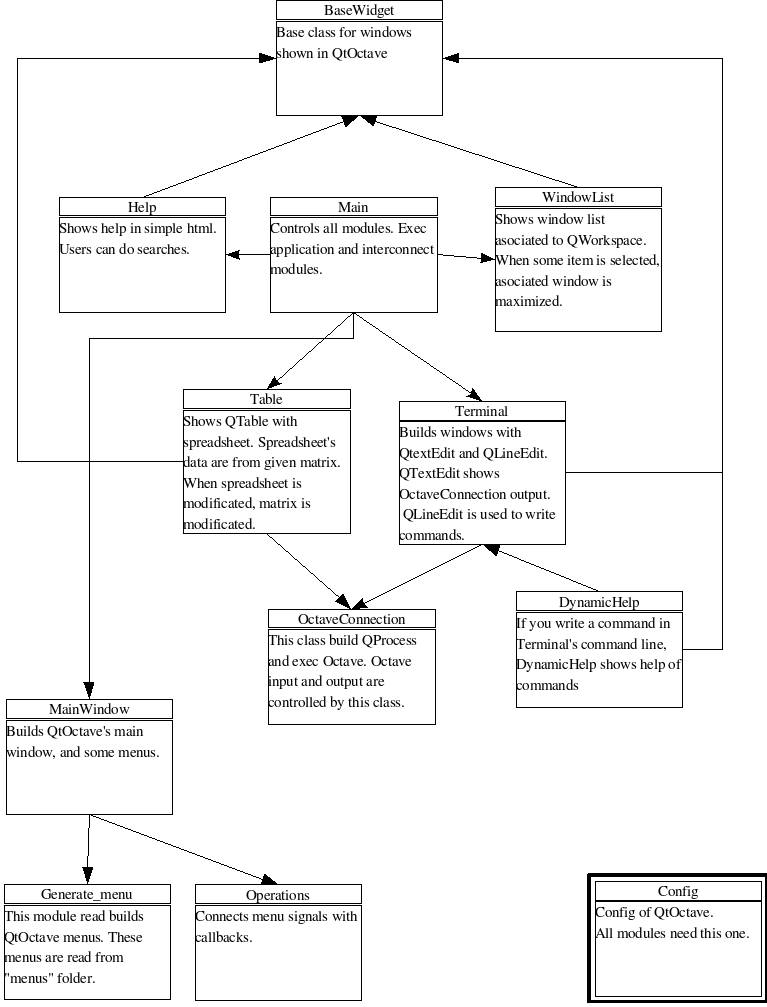 BaseWidget
Base class for windows
shown in QtOctave
Help
Shows help in simple html.
Users can do searches.
Main
Controls all modules. Exec
application and interconnect
modules.
WindowList
Shows window list
asociated to QWorkspace.
When some item is selected,
asociated window is
maximized.
Table
Shows QTable with
spreadsheet. Spreadsheet's
data are from given matrix.
When spreadsheet is
modificated, matrix is
modificated.
Terminal
Builds windows with
QtextEdit and QLineEdit.
QTextEdit shows
OctaveConnection output.
QLineEdit is used to write
commands.
OctaveConnection
This class build QProcess
and exec Octave. Octave
input and output are
controlled by this class.
DynamicHelp
If you write a command in
Terminal's command line,
DynamicHelp shows help of
commands
MainWindow
Builds QtOctave's main
window, and some menus.
Generate_menu
This module read builds
QtOctave menus. These
menus are read from
"menus" folder.
Operations
Connects menu signals with
callbacks.
Config
Config of QtOctave.
All modules need this one.